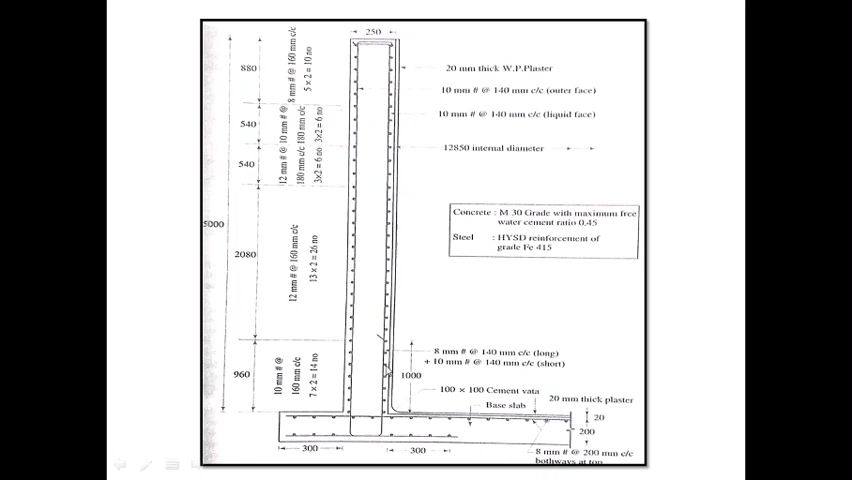 250
880
8 mm # @ 160 mm c/c
5 x 2 = 10 no
20 mm thick W.P.Plaster
10 mm # @ 140 mm c/c (outer face)
10 mm # @ 140 mm c/c (liquid face)
540
10 mm # @
180 mm c/c
3x2 = 6 no
12850 internal diameter
540
12 mm # @
180 mm c/c
3x2 = 6 no
Concrete : M 30 Grade with maximum free
water cement ratio 0.45
Steel : HYSD reinforcement of
grade Fe 415
5000
2080
12 mm # @ 160 mm c/c
13 x 2 = 26 no
8 mm # @ 140 mm c/c (long)
+ 10 mm # @ 140 mm c/c (short)
960
10 mm # @
160 mm c/c
7 x 2 = 14 no
1000
100 × 100 Cement vata
20 mm thick plaster
Base slab
20
200
300
300
8 mm # @ 200 mm c/c
bothways at top